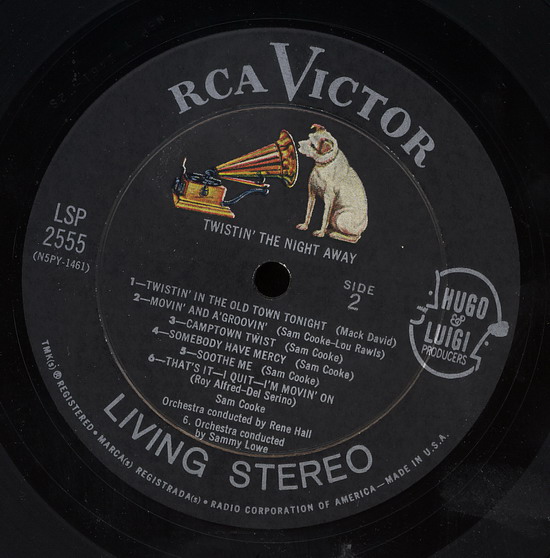 RCA VICTOR
TWISTIN' THE NIGHT AWAY
LSP
2555
(N5PY-1461)
SIDE
2
1—TWISTIN' IN THE OLD TOWN TONIGHT (Mack David)
2—MOVIN' AND A'GROOVIN' (Sam Cooke-Lou Rawls)
3—CAMPTOWN TWIST (Sam Cooke)
4—SOMEBODY HAVE MERCY (Sam Cooke)
5—SOOTHE ME (Sam Cooke)
6—THAT'S IT—I QUIT—I'M MOVIN' ON
(Roy Alfred-Del Serino)
Sam Cooke
Orchestra conducted by Rene Hall
6. Orchestra conducted
by Sammy Lowe
HUGO
&
LUIGI
PRODUCERS
LIVING STEREO
TMK(s) ® REGISTERED • MARCA(s) REGISTRADA(s) • RADIO CORPORATION OF AMERICA—MADE IN U.S.A.